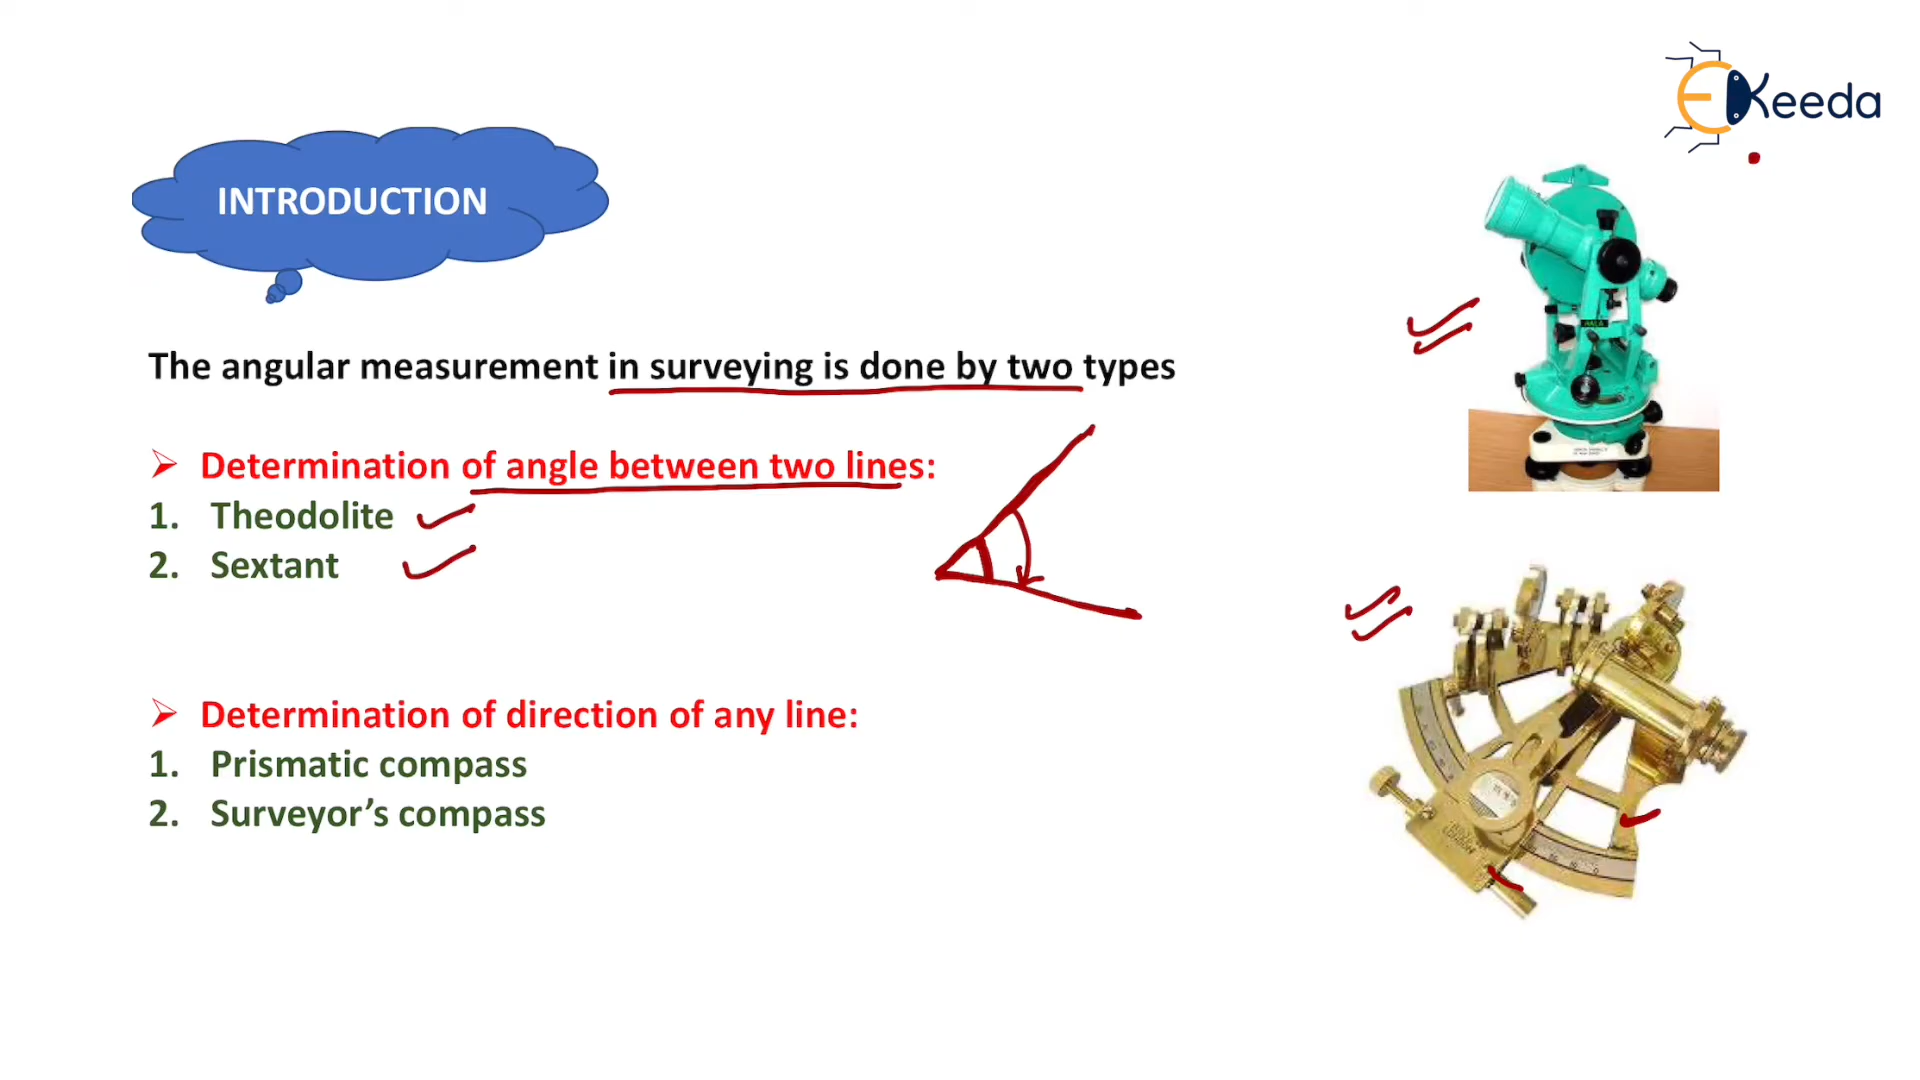 EKeeda
INTRODUCTION
The angular measurement in surveying is done by two types
Determination of angle between two lines:
1. Theodolite
2. Sextant
Determination of direction of any line:
1. Prismatic compass
2. Surveyor’s compass